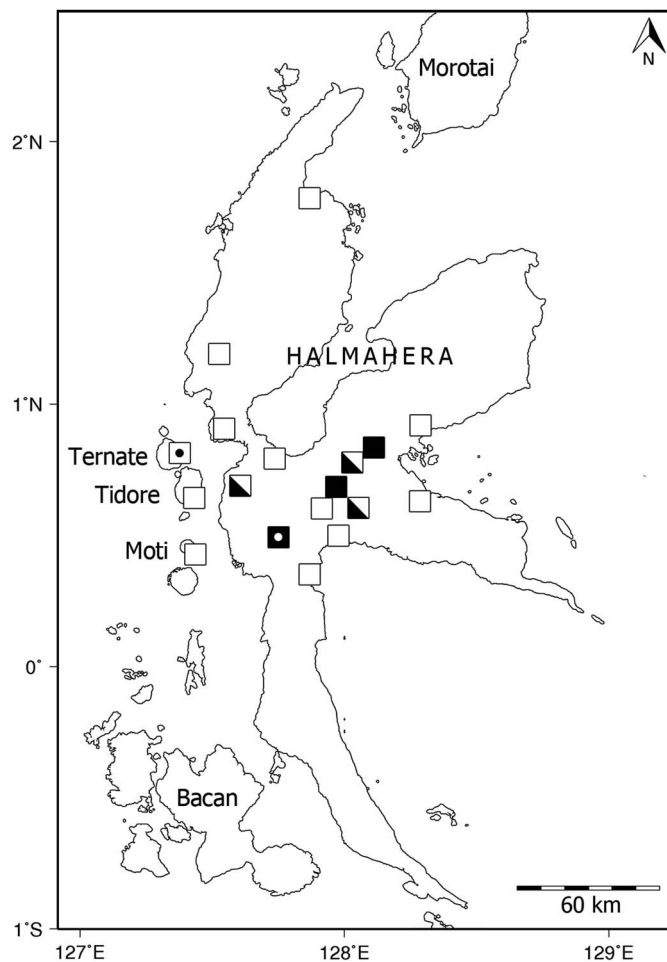 Morotai
N
2°N
HALMAHERA
1°N
Ternate
Tidore
Moti
0°
Bacan
60 km
1°S
127°E
128°E
129°E